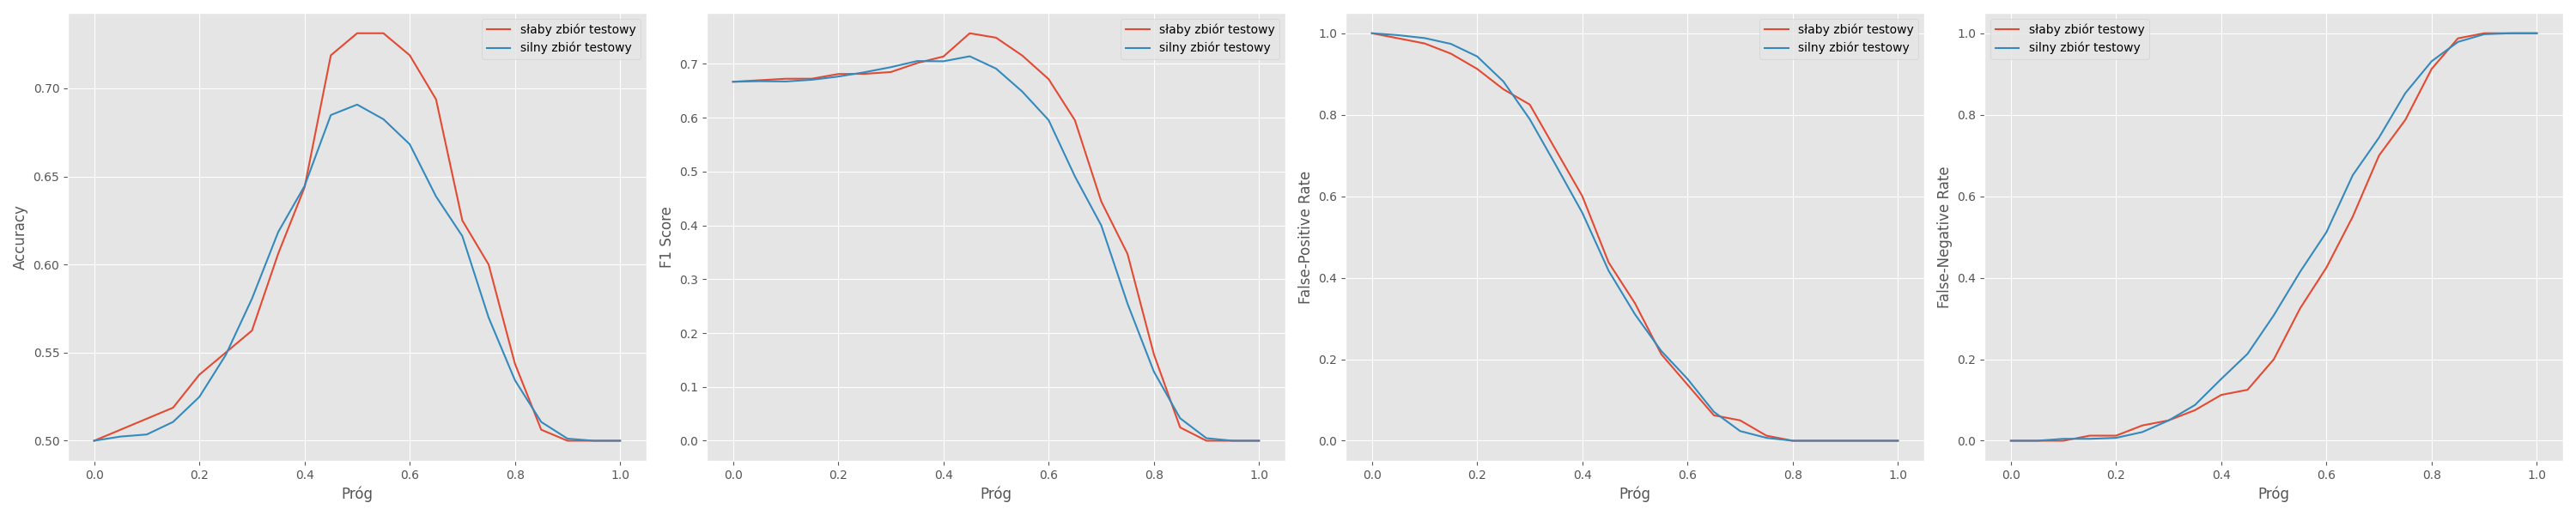 Accuracy
0.70
0.65
0.60
0.55
0.50
0.0 0.2 0.4 0.6 0.8 1.0
Próg
słaby zbiór testowy
silny zbiór testowy
F1 Score
0.7
0.6
0.5
0.4
0.3
0.2
0.1
0.0
0.0 0.2 0.4 0.6 0.8 1.0
Próg
słaby zbiór testowy
silny zbiór testowy
False-Positive Rate
1.0
0.8
0.6
0.4
0.2
0.0
0.0 0.2 0.4 0.6 0.8 1.0
Próg
słaby zbiór testowy
silny zbiór testowy
False-Negative Rate
1.0
0.8
0.6
0.4
0.2
0.0
0.0 0.2 0.4 0.6 0.8 1.0
Próg
słaby zbiór testowy
silny zbiór testowy